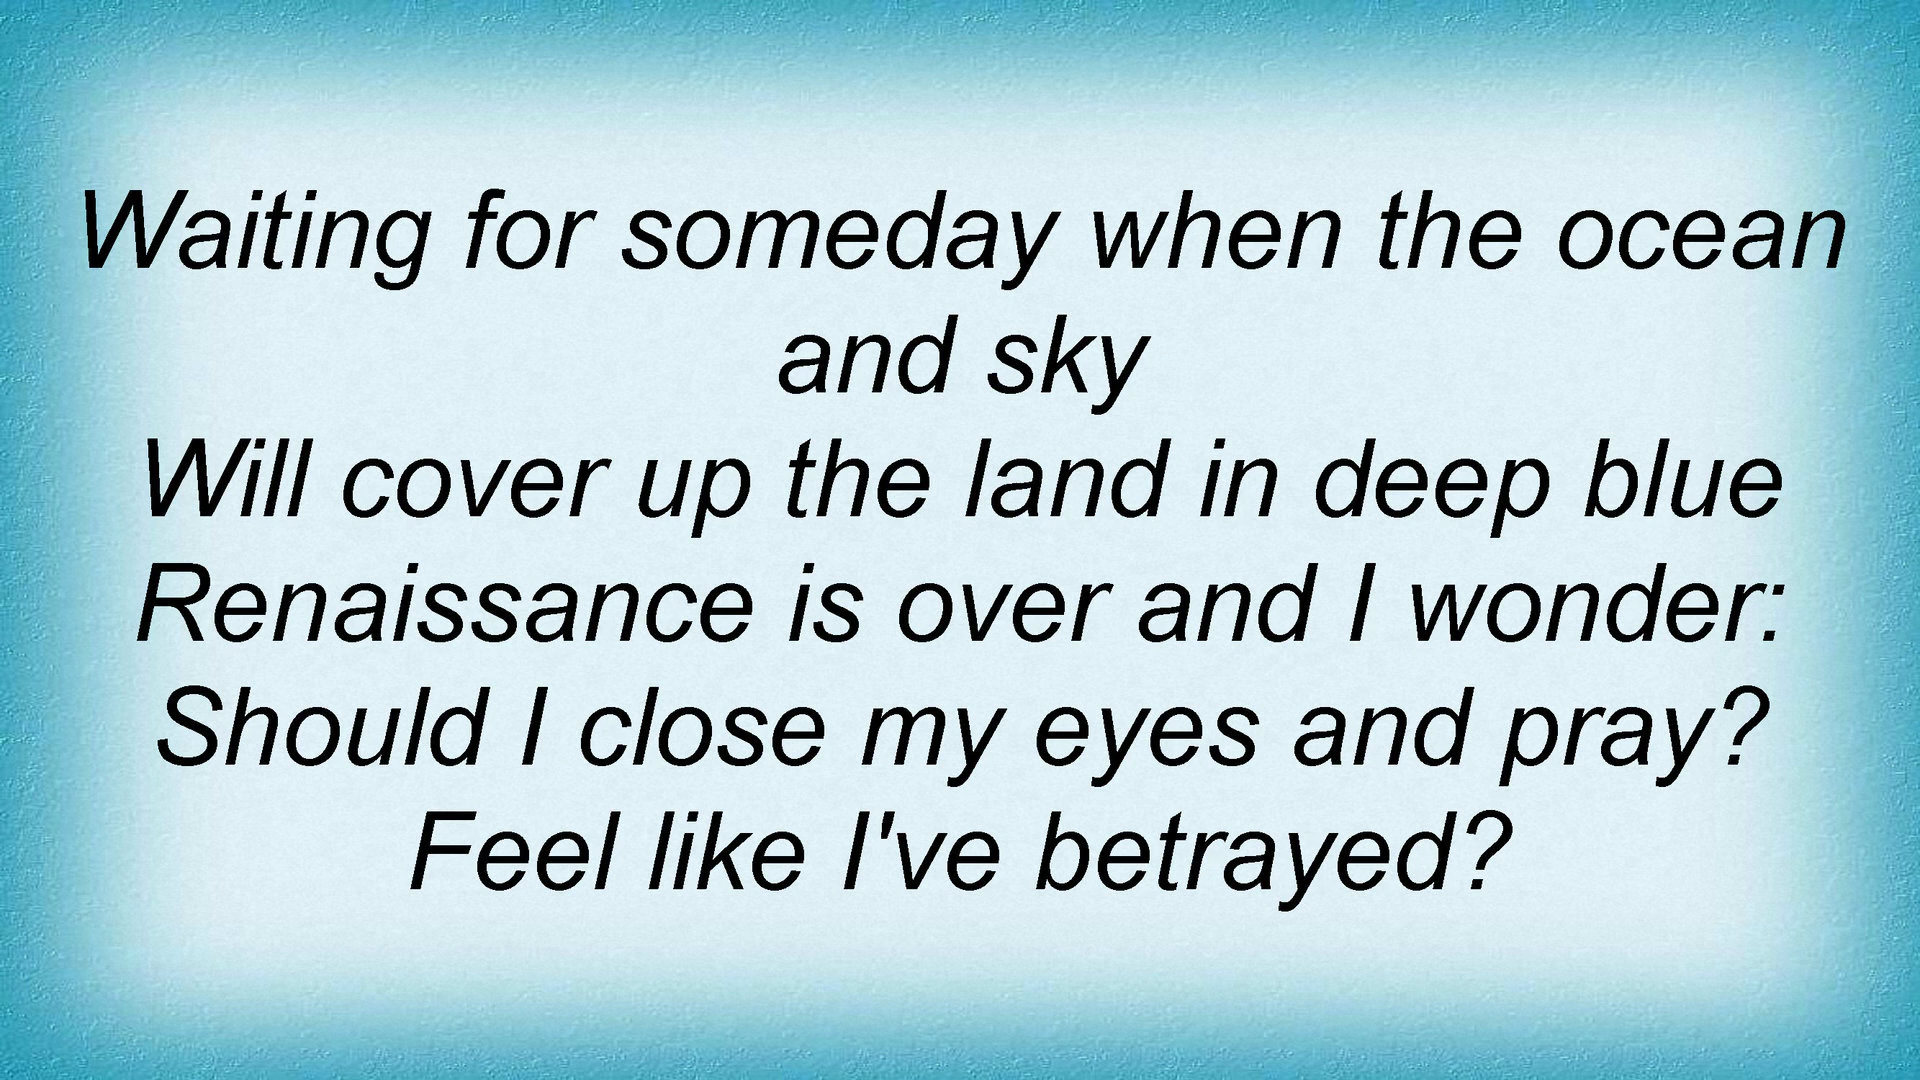 Waiting for someday when the ocean
and sky
Will cover up the land in deep blue
Renaissance is over and I wonder:
Should I close my eyes and pray?
Feel like I've betrayed?